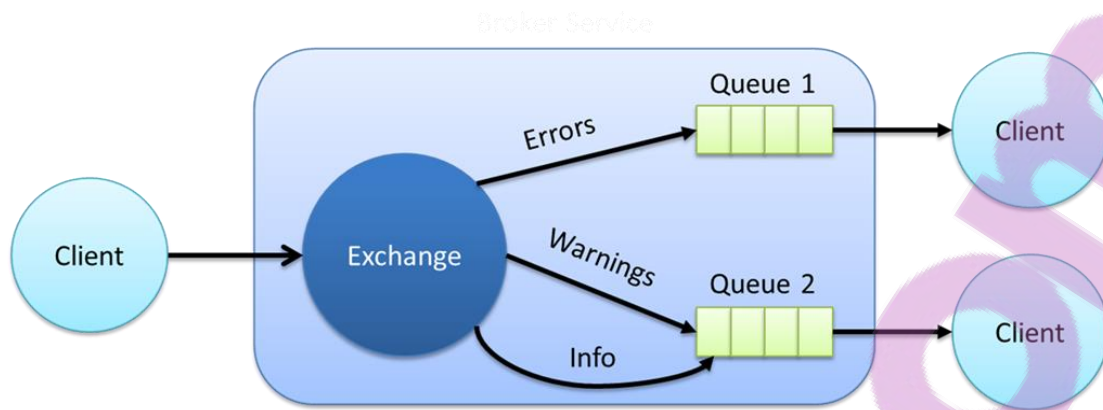 Broker Service
Queue 1
Errors
Client
Client
Exchange
Warnings
Queue 2
Info
Client